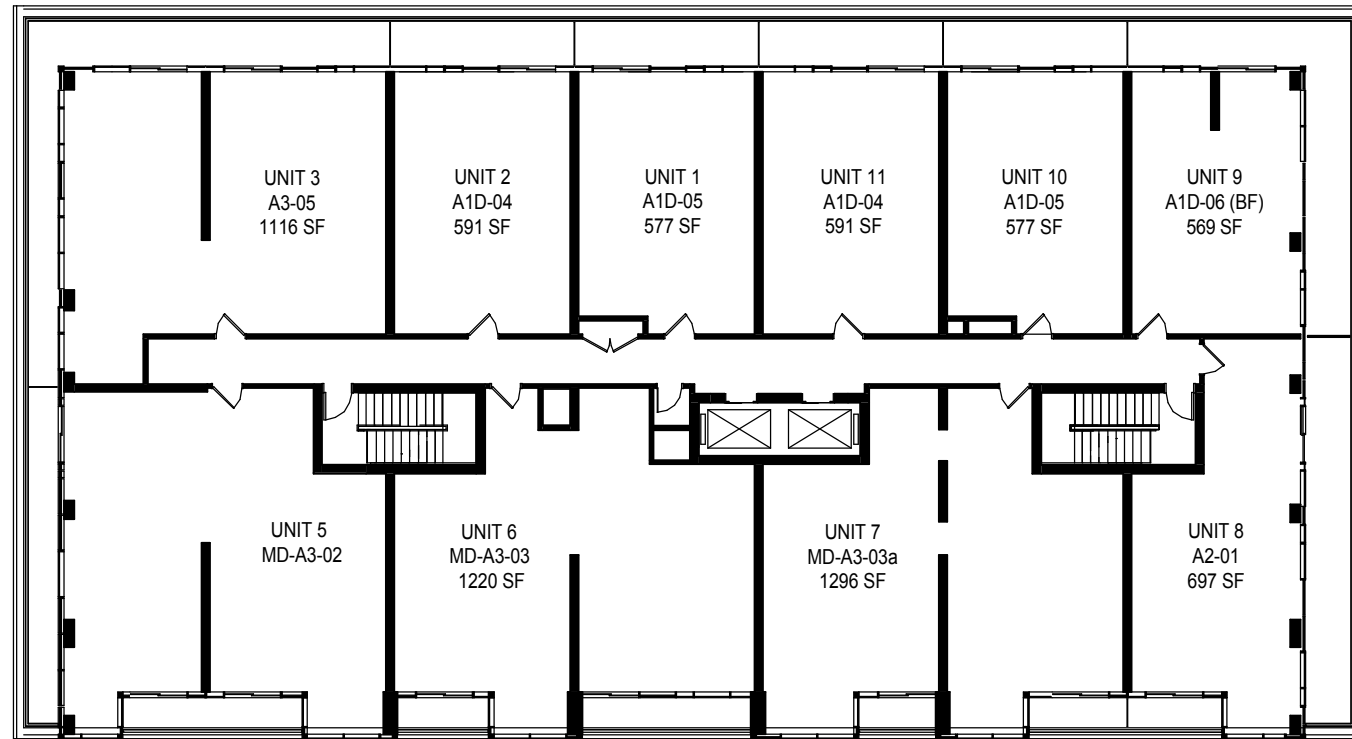 UNIT 3
A3-05
1116 SF
UNIT 2
A1D-04
591 SF
UNIT 1
A1D-05
577 SF
UNIT 11
A1D-04
591 SF
UNIT 10
A1D-05
577 SF
UNIT 9
A1D-06 (BF)
569 SF
UNIT 5
MD-A3-02
UNIT 6
MD-A3-03
1220 SF
UNIT 7
MD-A3-03a
1296 SF
UNIT 8
A2-01
697 SF